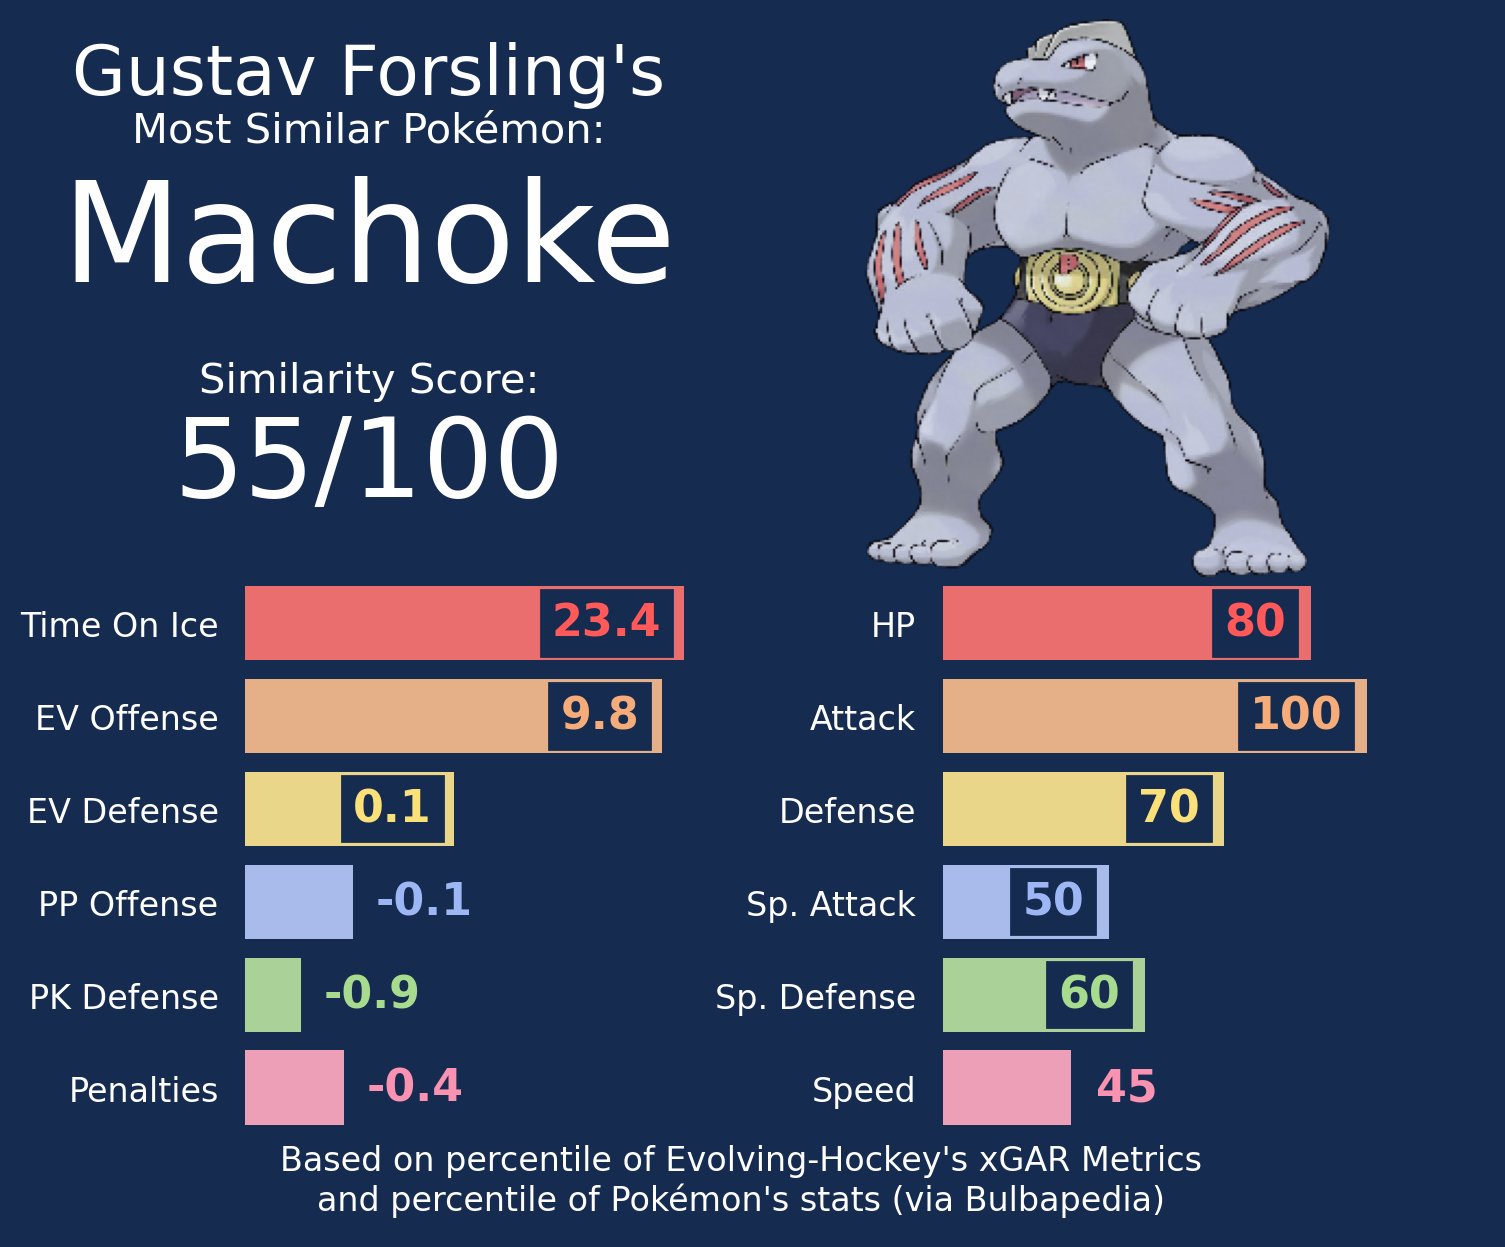 Gustav Forsling's
Most Similar Pokémon:
Machoke
Similarity Score:
55/100
Time On Ice 23.4
EV Offense 9.8
EV Defense 0.1
PP Offense -0.1
PK Defense -0.9
Penalties -0.4
HP 80
Attack 100
Defense 70
Sp. Attack 50
Sp. Defense 60
Speed 45
Based on percentile of Evolving-Hockey's xGAR Metrics
and percentile of Pokémon's stats (via Bulbapedia)